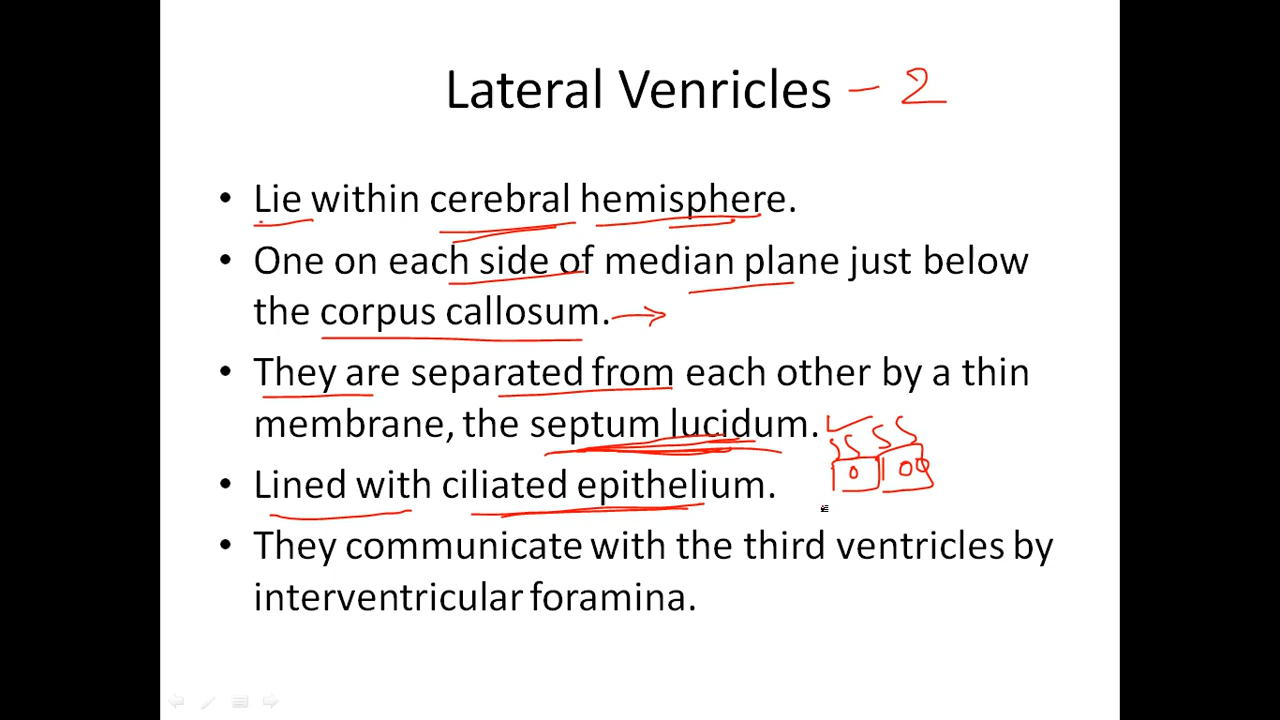 Lateral Venricles – 2
• Lie within cerebral hemisphere.
• One on each side of median plane just below
the corpus callosum.→
• They are separated from each other by a thin
membrane, the septum lucidum.
• Lined with ciliated epithelium.
• They communicate with the third ventricles by
interventricular foramina.